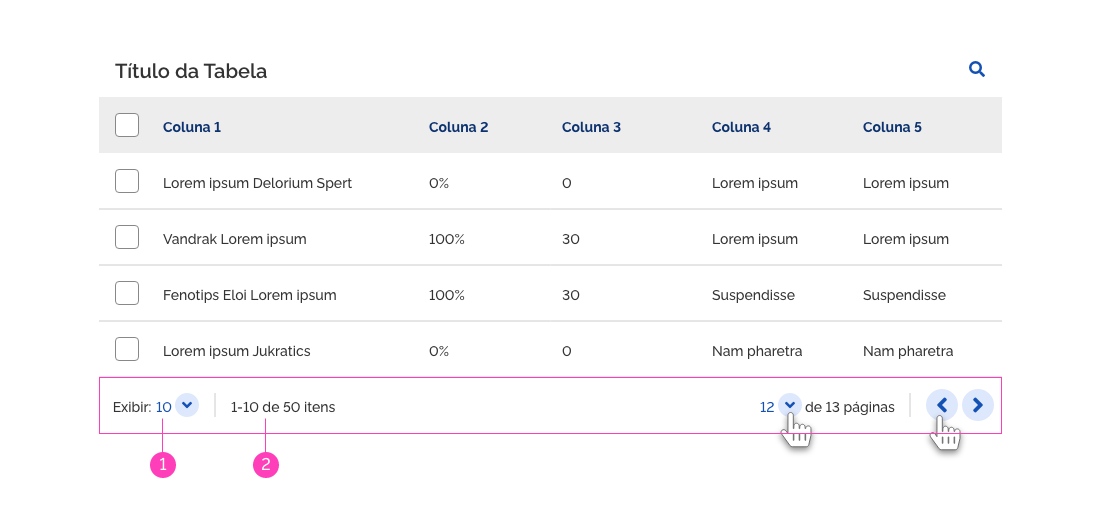 Título da Tabela
Coluna 1 Coluna 2 Coluna 3 Coluna 4 Coluna 5
Lorem ipsum Delorium Spert 0% 0 Lorem ipsum Lorem ipsum
Vandrak Lorem ipsum 100% 30 Lorem ipsum Lorem ipsum
Fenotips Eloi Lorem ipsum 100% 30 Suspendisse Suspendisse
Lorem ipsum Jukratics 0% 0 Nam pharetra Nam pharetra
Exibir: 10 1-10 de 50 itens 12 de 13 páginas
1 2